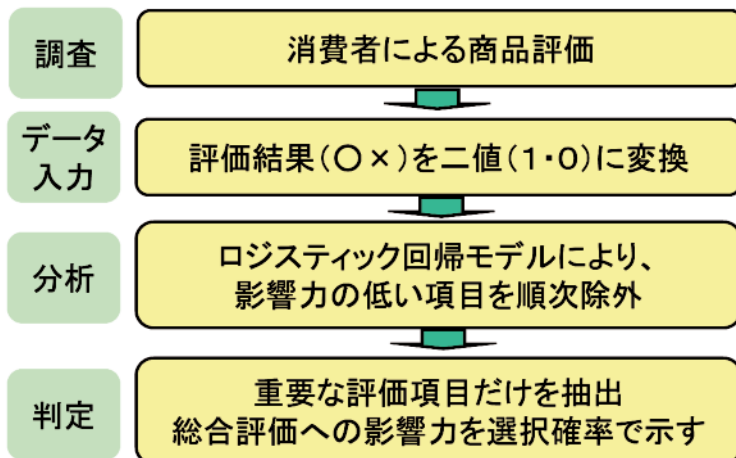 調査
消費者による商品評価
データ
入力
評価結果(○×)を二値(1・0)に変換
分析
ロジスティック回帰モデルにより、
影響力の低い項目を順次除外
判定
重要な評価項目だけを抽出
総合評価への影響力を選択確率で示す